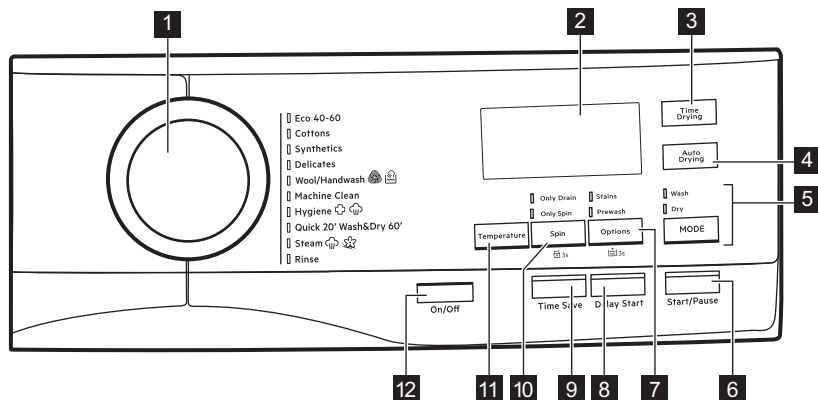 1
2
3
Eco 40-60
Cottons
Synthetics
Delicates
Wool/Handwash
Machine Clean
Hygiene
Quick 20' Wash&Dry 60'
Steam
Rinse
Time
Drying
Auto
Drying
4
Only Drain
Stains
Wash
Only Spin
Prewash
Dry
5
Temperature
Spin
Options
MODE
3s
3s
On/Off
Time Save
Delay Start
Start/Pause
12
11
10
9
8
7
6